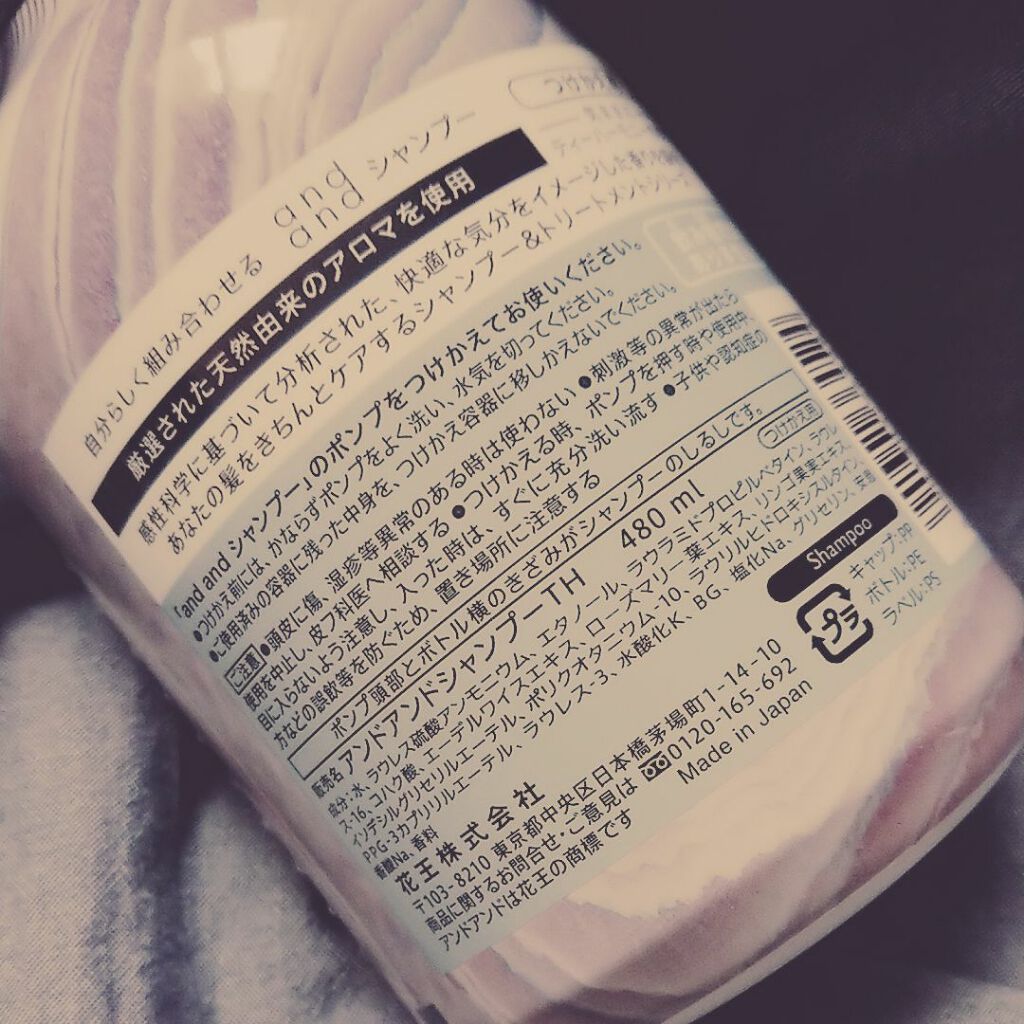 自分らしく組み合わせる
and
and
シャンプー
つけかえ
厳選された天然由来のアロマを使用
感性科学に基づいて分析された、快適な気分をイメージした香り
あなたの髪をきちんとケアするシャンプー&トリートメントシリーズ
「and and シャンプー」のポンプをつけかえてお使いください。
●つけかえ前には、かならずポンプをよく洗い、水気を切ってください。
●ご使用済みの容器に残った中身を、つけかえ容器に移しかえないでください。
ご注意 ●頭皮に傷、湿疹等異常のある時は使わない ●刺激等の異常が出たら
使用を中止し、皮フ科医へ相談する ●つけかえる時、ポンプを押す時や使用中、
目に入らないよう注意し、入った時は、すぐに充分洗い流す ●子供や認知症の
方などの誤飲等を防ぐため、置き場所に注意する
ポンプ頭部とボトル横のきざみがシャンプーのしるしです。
販売名 アンドアンドシャンプーTH 480 ml つけかえ用
成分:水、ラウレス硫酸アンモニウム、エタノール、ラウラミドプロピルベタイン、ラウレ
ス-16、コハク酸、エーデルワイスエキス、ローズマリー葉エキス、リンゴ果実エキス、
イソデシルグリセリルエーテル、ポリクオタニウム-10、ラウリルヒドロキシスルタイン、
PPG-3カプリリルエーテル、ラウレス-3、水酸化K、BG、塩化Na、グリセリン、安息
香酸Na、香料
花王株式会社
〒103-8210 東京都中央区日本橋茅場町1-14-10
商品に関するお問合せ・ご意見は 0120-165-692
アンドアンドは花王の商標です
Made in Japan
Shampoo
プラ
キャップ:PP
ボトル:PE
ラベル:PS